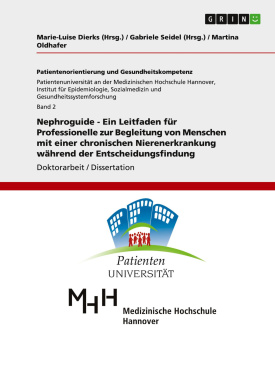 G R I N
Marie-Luise Dierks (Hrsg.) / Gabriele Seidel (Hrsg.) / Martina
Oldhafer
Patientenorientierung und Gesundheitskompetenz
Patientenuniversität an der Medizinischen Hochschule Hannover,
Institut für Epidemiologie, Sozialmedizin und
Gesundheitssystemforschung
Band 2
Nephroguide - Ein Leitfaden für
Professionelle zur Begleitung von Menschen
mit einer chronischen Nierenerkrankung
während der Entscheidungsfindung
Doktorarbeit / Dissertation
Patienten
UNIVERSITÄT
MHH
Medizinische Hochschule
Hannover